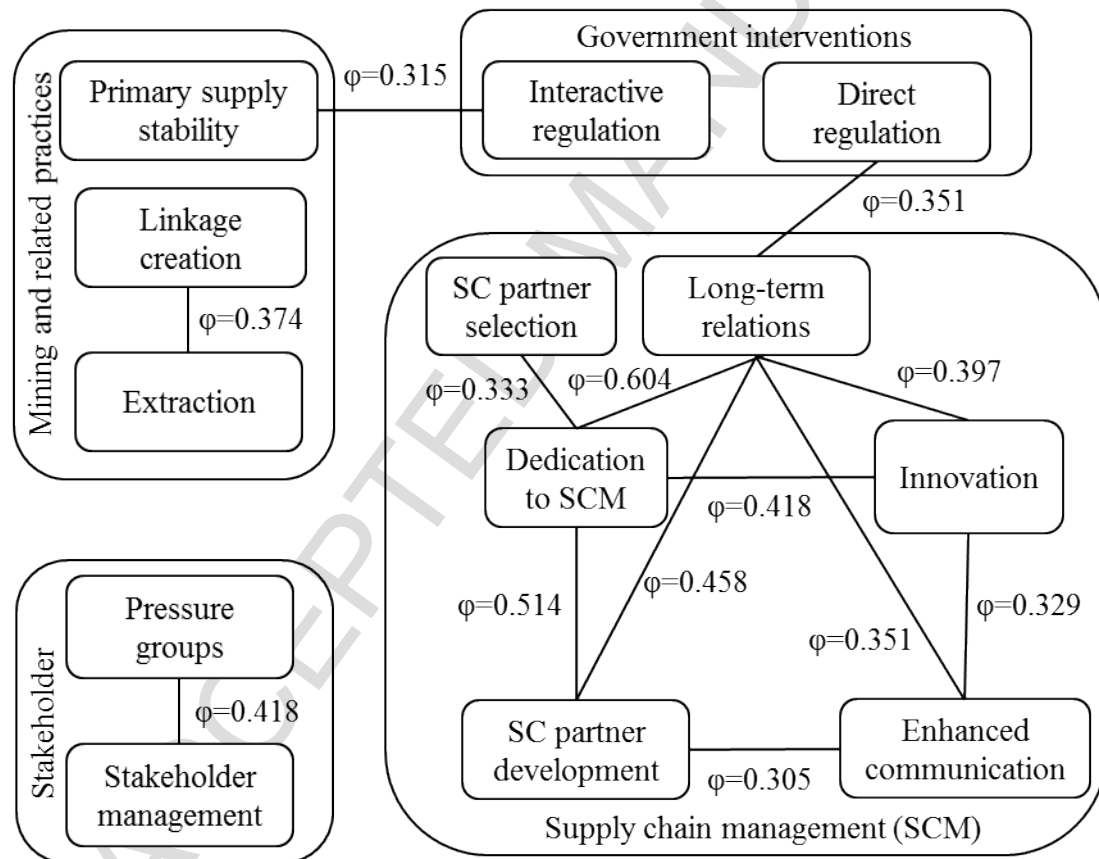 Government interventions
Primary supply
stability
φ=0.315
Interactive
regulation
Direct
regulation
Mining and related practices
Linkage
creation
φ=0.374
Extraction
φ=0.351
SC partner
selection
Long-term
relations
φ=0.333
φ=0.604
φ=0.397
Dedication
to SCM
Innovation
φ=0.418
φ=0.514
φ=0.458
φ=0.351
φ=0.329
SC partner
development
Enhanced
communication
φ=0.305
Supply chain management (SCM)
Stakeholder
Pressure
groups
φ=0.418
Stakeholder
management
ACCEPTED MANU